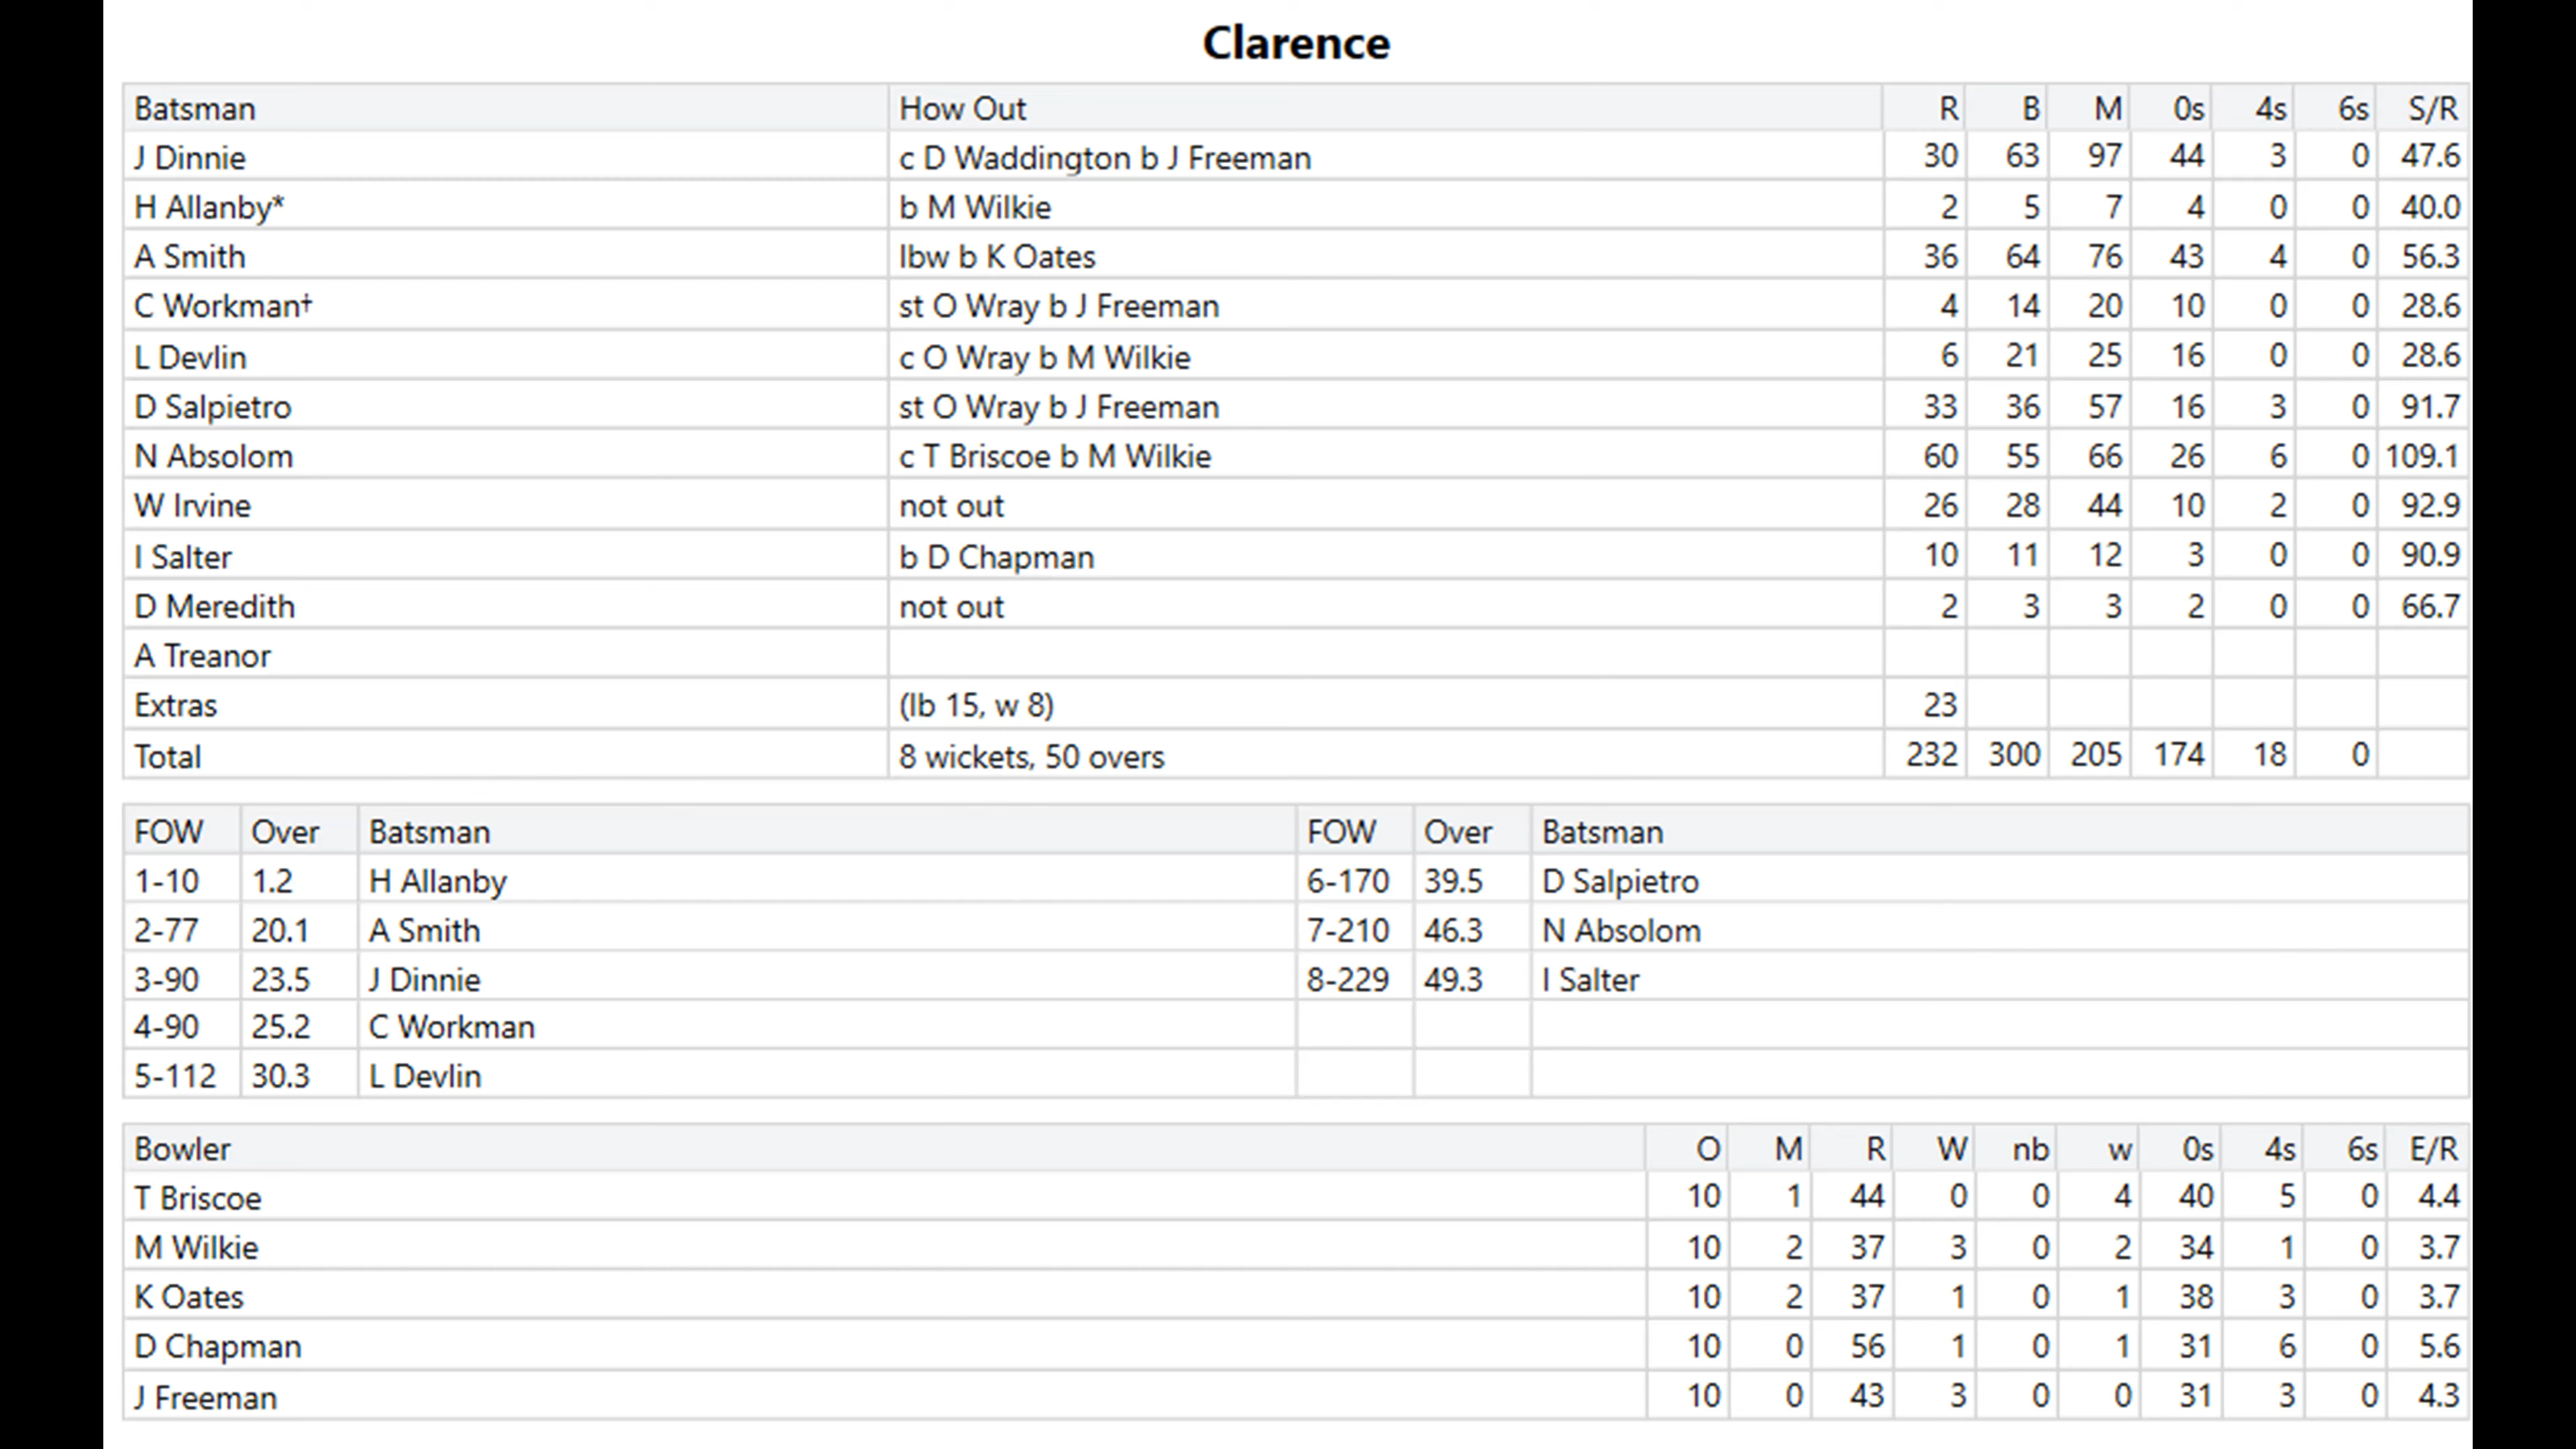 Clarence
Batsman How Out R B M 0s 4s 6s S/R
J Dinnie c D Waddington b J Freeman 30 63 97 44 3 0 47.6
H Allanby* b M Wilkie 2 5 7 4 0 0 40.0
A Smith lbw b K Oates 36 64 76 43 4 0 56.3
C Workman† st O Wray b J Freeman 4 14 20 10 0 0 28.6
L Devlin c O Wray b M Wilkie 6 21 25 16 0 0 28.6
D Salpietro st O Wray b J Freeman 33 36 57 16 3 0 91.7
N Absolom c T Briscoe b M Wilkie 60 55 66 26 6 0 109.1
W Irvine not out 26 28 44 10 2 0 92.9
I Salter b D Chapman 10 11 12 3 0 0 90.9
D Meredith not out 2 3 3 2 0 0 66.7
A Treanor
Extras (lb 15, w 8) 23
Total 8 wickets, 50 overs 232 300 205 174 18 0
FOW Over Batsman FOW Over Batsman
1-10 1.2 H Allanby 6-170 39.5 D Salpietro
2-77 20.1 A Smith 7-210 46.3 N Absolom
3-90 23.5 J Dinnie 8-229 49.3 I Salter
4-90 25.2 C Workman
5-112 30.3 L Devlin
Bowler O M R W nb w 0s 4s 6s E/R
T Briscoe 10 1 44 0 0 4 40 5 0 4.4
M Wilkie 10 2 37 3 0 2 34 1 0 3.7
K Oates 10 2 37 1 0 1 38 3 0 3.7
D Chapman 10 0 56 1 0 1 31 6 0 5.6
J Freeman 10 0 43 3 0 0 31 3 0 4.3